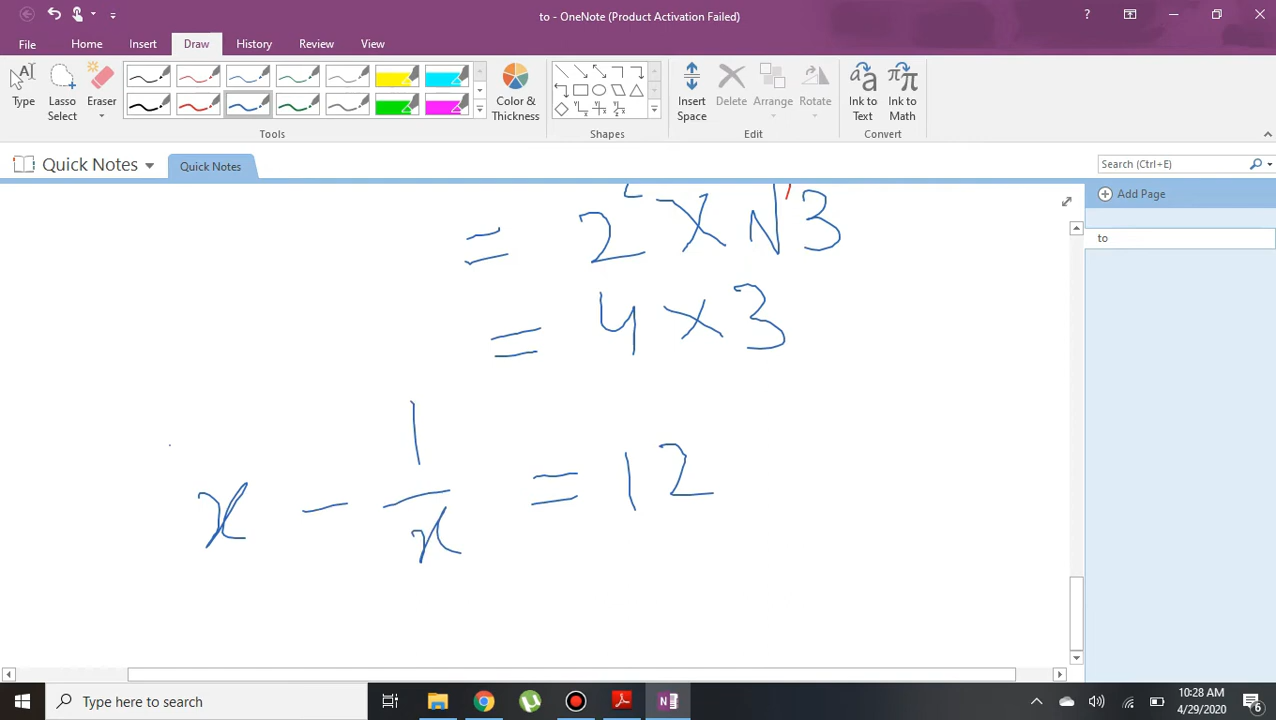 to - OneNote (Product Activation Failed)
File Home Insert Draw History Review View
Type Lasso Select Eraser Color & Thickness Insert Space Delete Arrange Rotate Ink to Text Ink to Math
Tools Shapes Edit Convert
Quick Notes Quick Notes Search (Ctrl+E)
Add Page
to
= 2 × √3
= 4 × 3
x - 1/x = 12
Type here to search
10:28 AM
4/29/2020
6